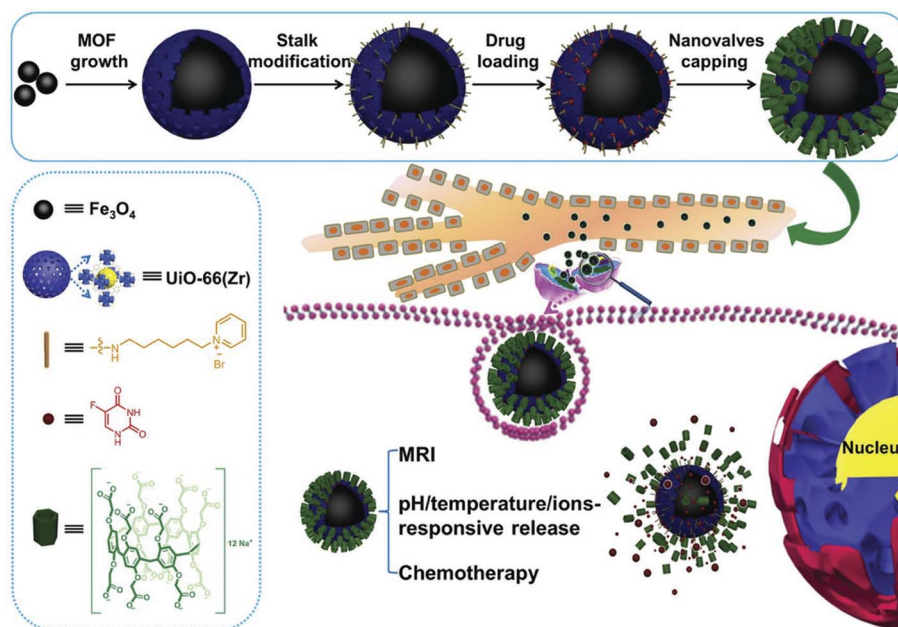 MOF
growth
Stalk
modification
Drug
loading
Nanovalves
capping
Fe₃O₄
UiO-66(Zr)
N
H
N
Br
F
O
NH
N
H
O
12 Na⁺
MRI
pH/temperature/ions-
responsive release
Chemotherapy
Nucleu